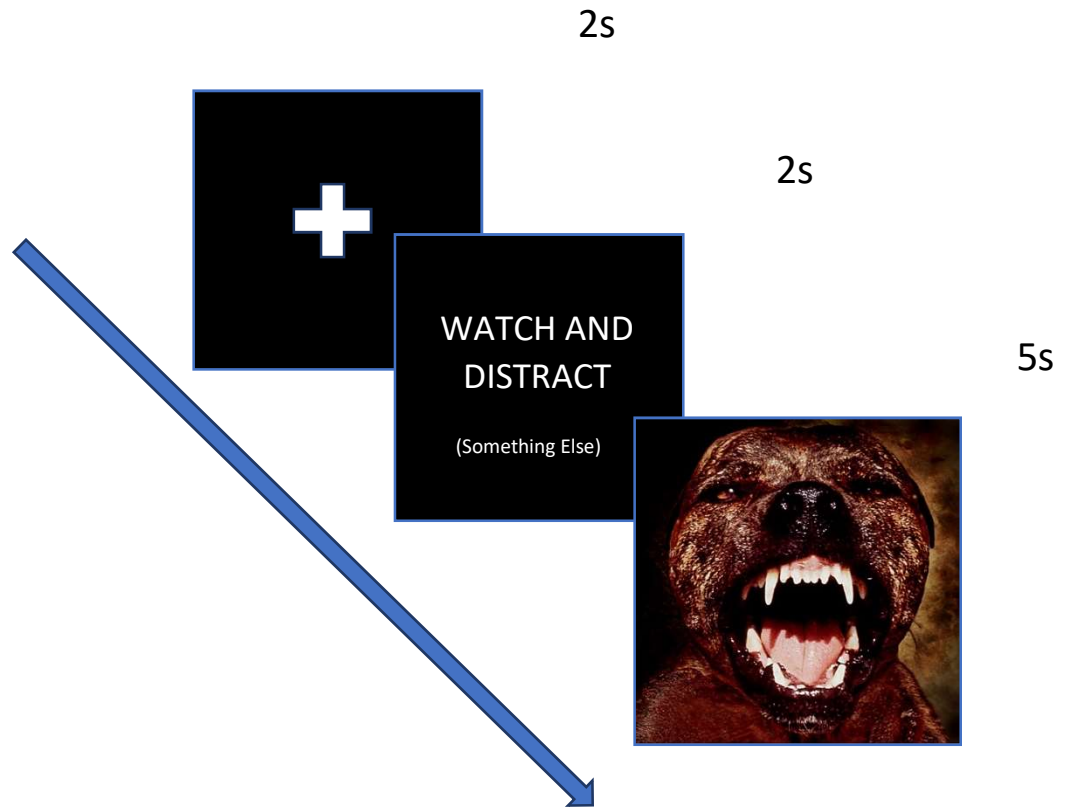 2s
2s
WATCH AND
DISTRACT
5s
(Something Else)